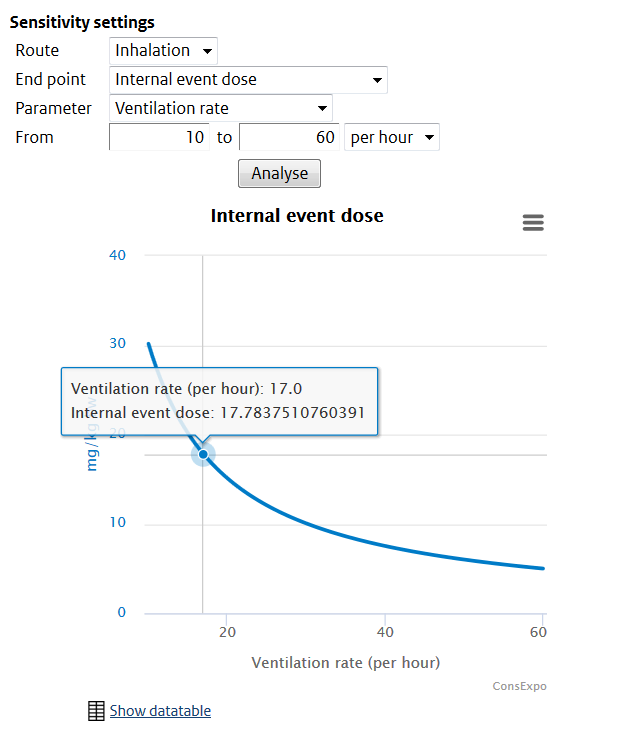 Sensitivity settings
Route Inhalation
End point Internal event dose
Parameter Ventilation rate
From 10 to 60 per hour
Analyse
Internal event dose
40
30
Ventilation rate (per hour): 17.0
Internal event dose: 17.7837510760391
20
10
0
20 40 60
Ventilation rate (per hour)
ConsExpo
Show datatable